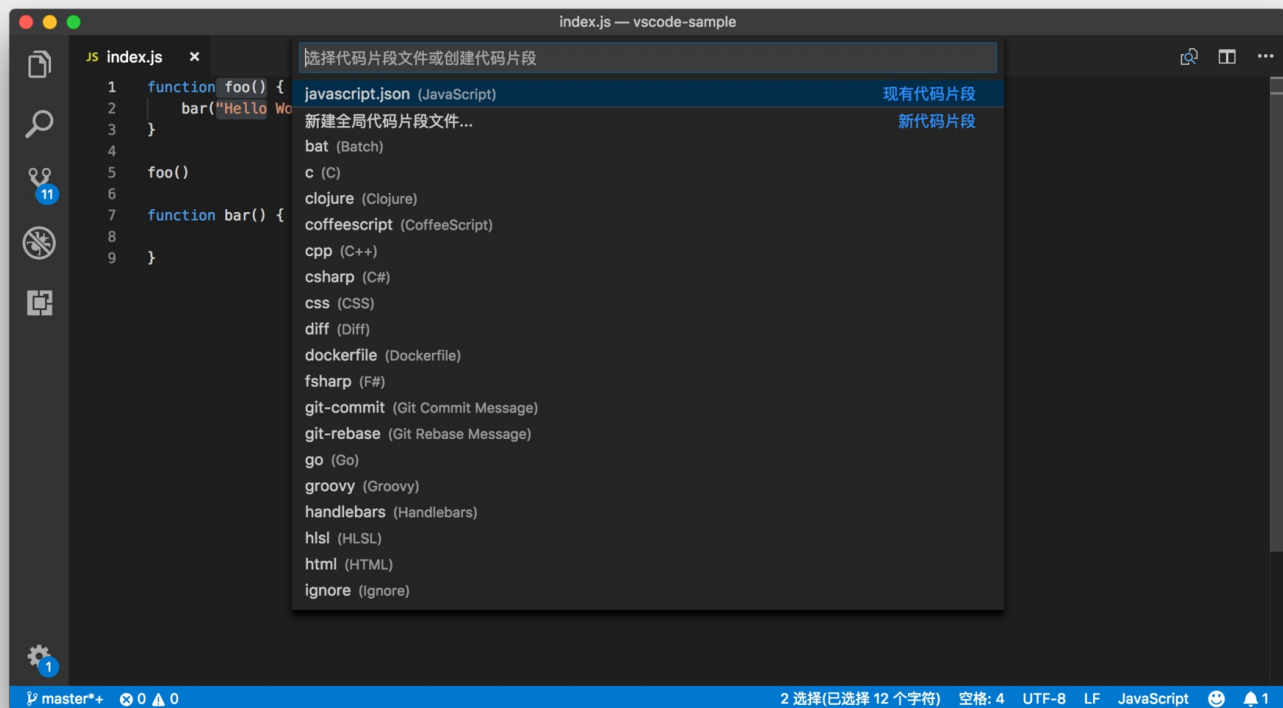 index.js — vscode-sample
JS index.js ×
选择代码片段文件或创建代码片段
javascript.json (JavaScript) 现有代码片段
新建全局代码片段文件... 新代码片段
bat (Batch)
c (C)
clojure (Clojure)
coffeescript (CoffeeScript)
cpp (C++)
csharp (C#)
css (CSS)
diff (Diff)
dockerfile (Dockerfile)
fsharp (F#)
git-commit (Git Commit Message)
git-rebase (Git Rebase Message)
go (Go)
groovy (Groovy)
handlebars (Handlebars)
hlsl (HLSL)
html (HTML)
ignore (Ignore)
1 function foo() {
2 bar("Hello Wo
3 }
4
5 foo()
6
7 function bar() {
8
9 }
11
1
master*+ 0 0 2 选择(已选择 12 个字符) 空格: 4 UTF-8 LF JavaScript 1